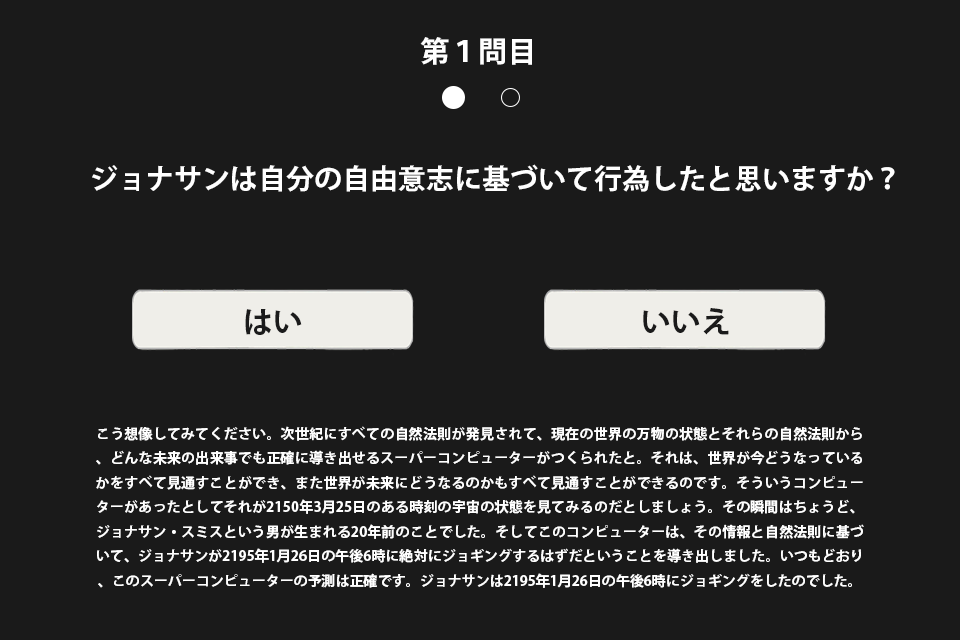 第１問目
ジョナサンは自分の自由意志に基づいて行為したと思いますか？
はい
いいえ
こう想像してみてください。次世紀にすべての自然法則が発見されて、現在の世界の万物の状態とそれらの自然法則から
、どんな未来の出来事でも正確に導き出せるスーパーコンピューターがつくられたと。それは、世界が今どうなっている
かをすべて見通すことができ、また世界が未来にどうなるのかもすべて見通すことができるのです。そういうコンピュー
ターがあったとしてそれが2150年3月25日のある時刻の宇宙の状態を見てみるのだとしましょう。その瞬間はちょうど、
ジョナサン・スミスという男が生まれる20年前のことでした。そしてこのコンピューターは、その情報と自然法則に基づ
いて、ジョナサンが2195年1月26日の午後6時に絶対にジョギングするはずだということを導き出しました。いつもどおり
、このスーパーコンピューターの予測は正確です。ジョナサンは2195年1月26日の午後6時にジョギングをしたのでした。